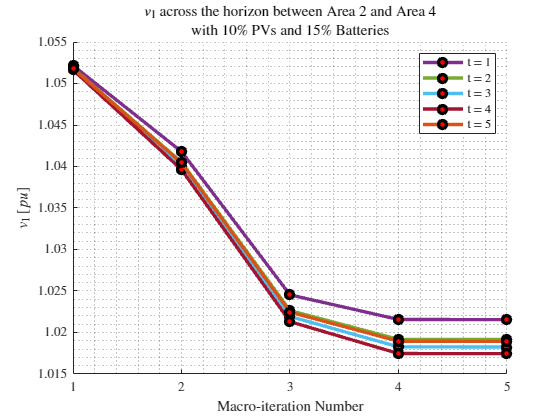 v₁ across the horizon between Area 2 and Area 4
with 10% PVs and 15% Batteries
1.055
1.05
1.045
1.04
1.035
1.03
1.025
1.02
1.015
v₁ [pu]
t = 1
t = 2
t = 3
t = 4
t = 5
1 2 3 4 5
Macro-iteration Number